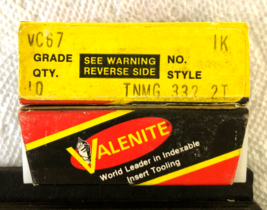 VC67 1K
GRADE SEE WARNING NO.
QTY. REVERSE SIDE STYLE
10 TNMG 332 2T
VALENITE
World Leader in Indexable
Insert Tooling